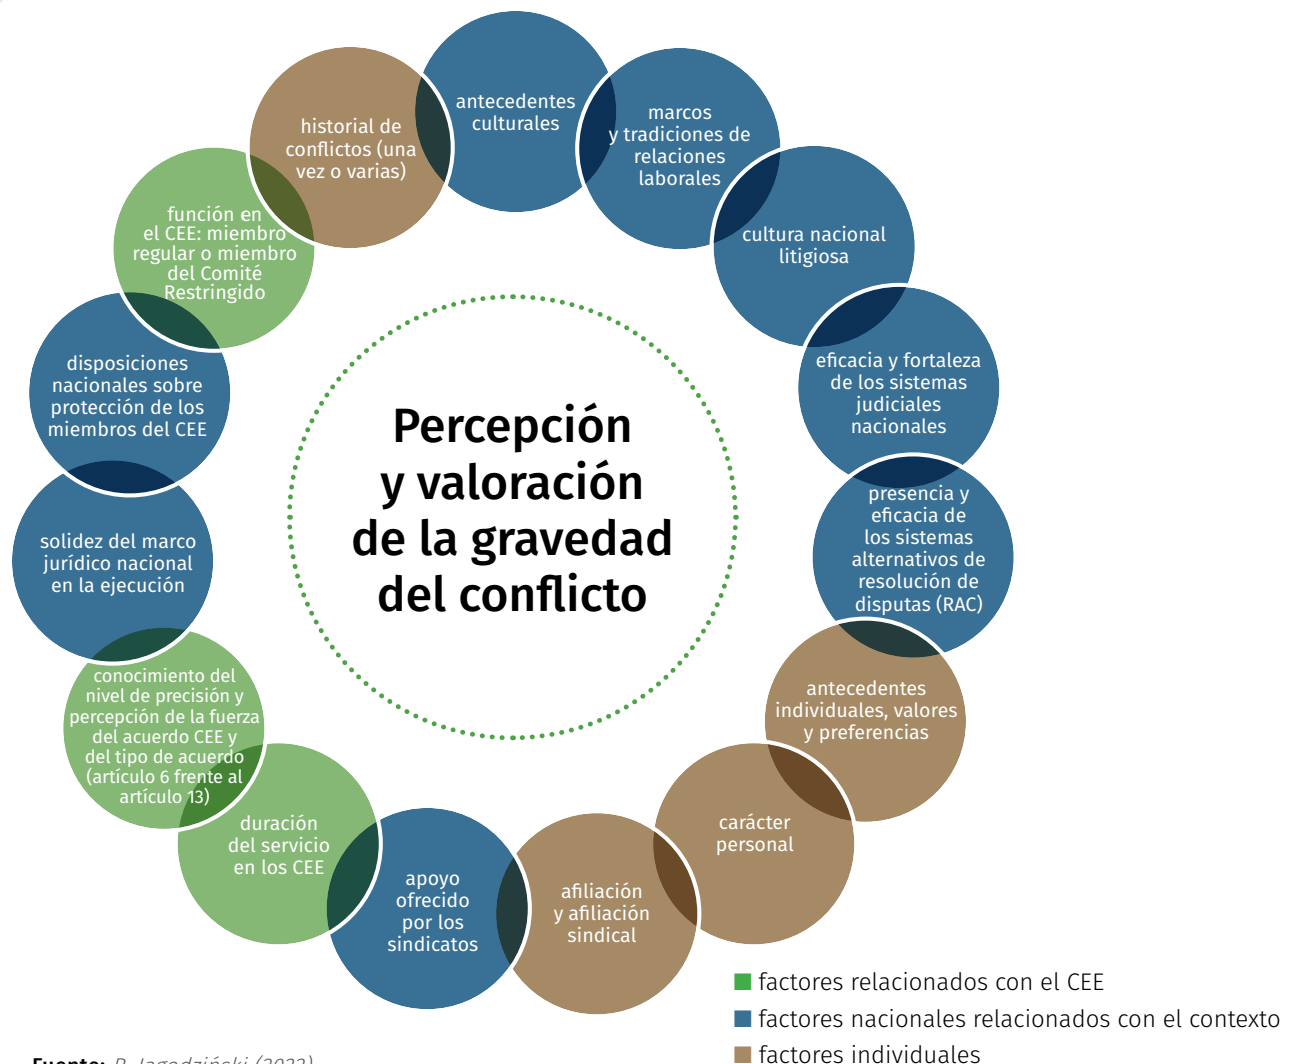 antecedentes
culturales
marcos
y tradiciones de
relaciones
laborales
cultura nacional
litigiosa
eficacia y fortaleza
de los sistemas
judiciales
nacionales
presencia y
eficacia de
los sistemas
alternativos de
resolución de
disputas (RAC)
antecedentes
individuales, valores
y preferencias
carácter
personal
afiliación
y afiliación
sindical
apoyo
ofrecido
por los
sindicatos
duración
del servicio
en los CEE
conocimiento del
nivel de precisión y
percepción de la fuerza
del acuerdo CEE y
del tipo de acuerdo
(artículo 6 frente al
artículo 13)
solidez del marco
jurídico nacional
en la ejecución
disposiciones
nacionales sobre
protección de los
miembros del CEE
función en
el CEE: miembro
regular o miembro
del Comité
Restringido
historial de
conflictos (una
vez o varias)
Percepción
y valoración
de la gravedad
del conflicto
factores relacionados con el CEE
factores nacionales relacionados con el contexto
factores individuales
Fuente: P. Jagodziński (2022)